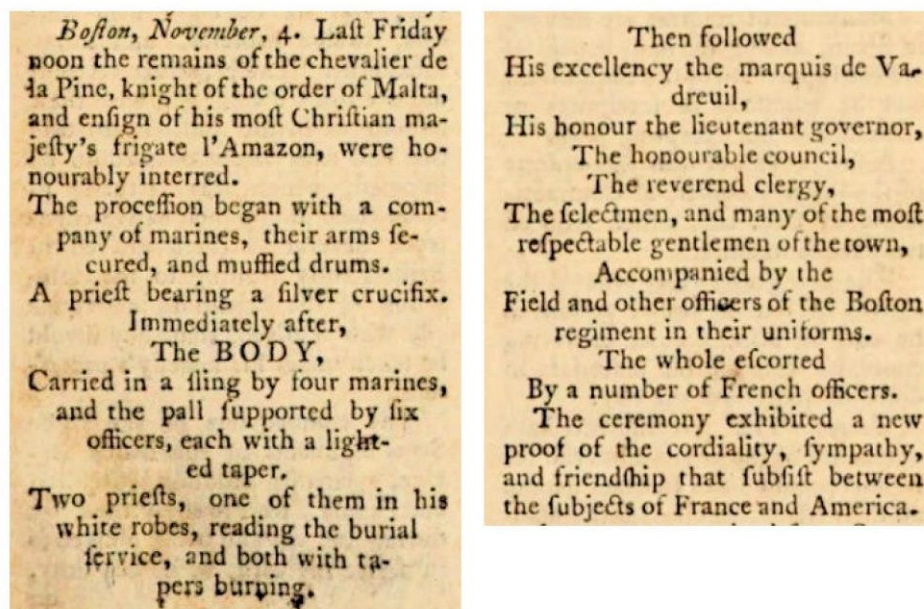 Boſton, November, 4. Laſt Friday
noon the remains of the chevalier de
la Pine, knight of the order of Malta,
and enſign of his moſt Chriſtian ma-
jeſty's frigate l'Amazon, were ho-
nourably interred.
The proceſſion began with a com-
pany of marines, their arms ſe-
cured, and muffled drums.
A prieſt bearing a ſilver crucifix.
Immediately after,
The BODY,
Carried in a ſling by four marines,
and the pall ſupported by ſix
officers, each with a light-
ed taper.
Two prieſts, one of them in his
white robes, reading the burial
ſervice, and both with ta-
pers burning.
Then followed
His excellency the marquis de Va-
dreuil,
His honour the lieutenant governor,
The honourable council,
The reverend clergy,
The ſelectmen, and many of the moſt
reſpectable gentlemen of the town,
Accompanied by the
Field and other officers of the Boſton
regiment in their uniforms.
The whole eſcorted
By a number of French officers.
The ceremony exhibited a new
proof of the cordiality, ſympathy,
and friendſhip that ſubſiſt between
the ſubjects of France and America.